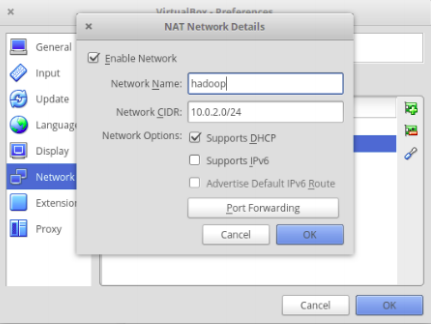 VirtualBox - Preferences
NAT Network Details
General
Input
Update
Language
Display
Network
Extension
Proxy
Enable Network
Network Name: hadoop
Network CIDR: 10.0.2.0/24
Network Options: Supports DHCP
Supports IPv6
Advertise Default IPv6 Route
Port Forwarding
Cancel OK
Cancel OK